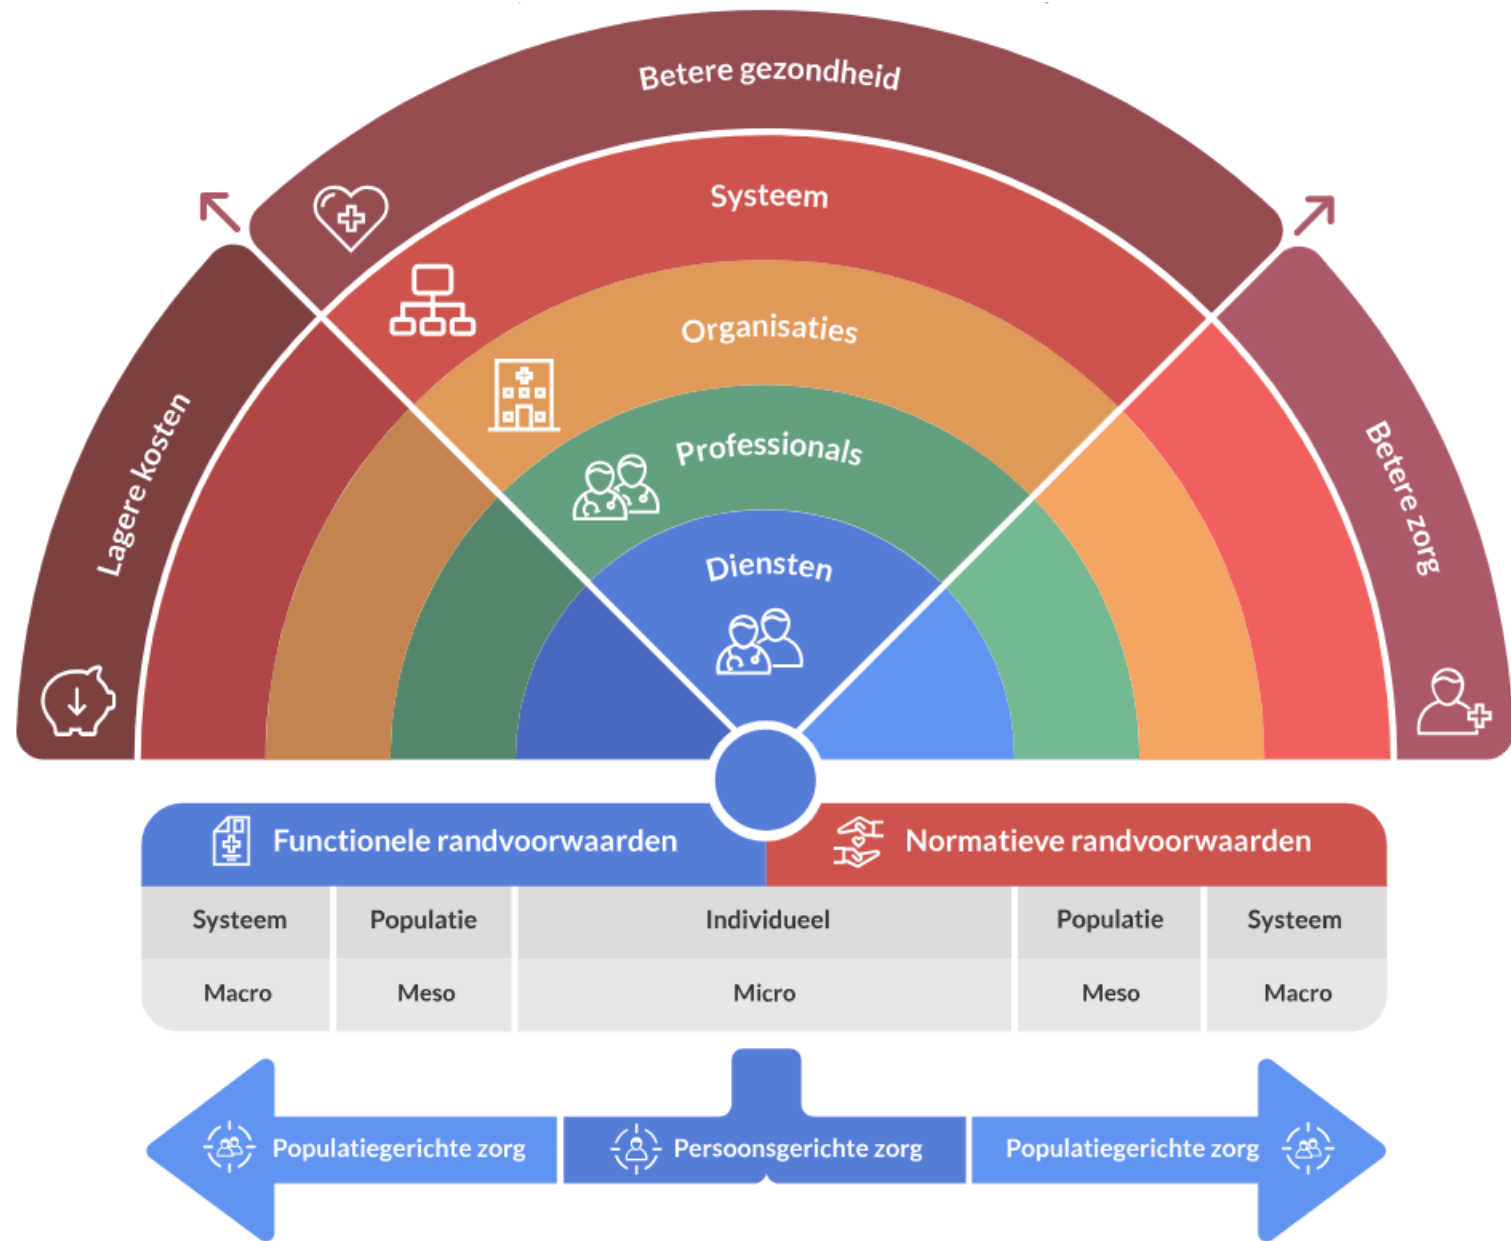 Betere gezondheid
Systeem
Organisaties
Professionals
Diensten
Lagere kosten
Betere zorg
Functionele randvoorwaarden
Normatieve randvoorwaarden
Systeem
Populatie
Individueel
Populatie
Systeem
Macro
Meso
Micro
Meso
Macro
Populatiegerichte zorg
Persoonsgerichte zorg
Populatiegerichte zorg